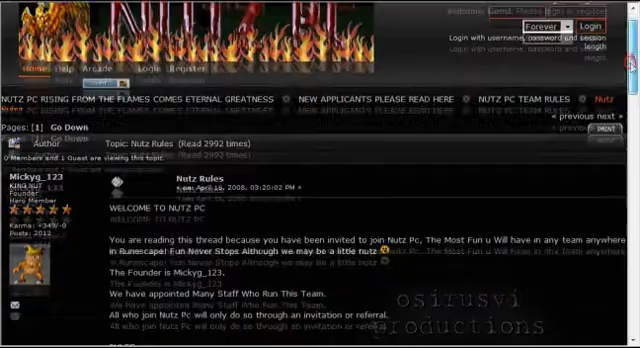 NUTZ PC
Welcome, Guest. Please login or register
Forever Login
Login with username, password and session length
Home Help Arcade Login Register
NUTZ PC RISING FROM THE FLAMES COMES ETERNAL GREATNESS NEW APPLICANTS PLEASE READ HERE NUTZ PC TEAM RULES Nutz
Rules
« previous next »
Pages: [1] Go Down
PRINT
Author Topic: Nutz Rules (Read 2992 times)
0 Members and 1 Guest are viewing this topic.
Mickyg_123
KING NUT
Founder
Hero Member
Karma: +349/-0
Posts: 2012
Nutz Rules
« on: April 16, 2008, 03:20:02 PM »
WELCOME TO NUTZ PC
You are reading this thread because you have been invited to join Nutz Pc, The Most Fun u Will have in any team anywhere
in Runescape! Fun Never Stops Although we may be a little nutz
The Founder is Mickyg_123.
We have appointed Many Staff Who Run This Team.
All who join Nutz Pc will only do so through an invitation or referral.
osirusvi
productions